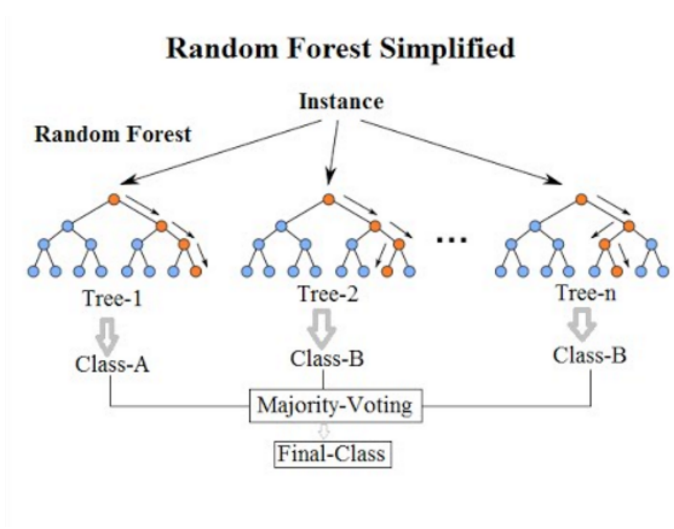 Random Forest Simplified
Instance
Random Forest
...
Tree-1
Tree-2
Tree-n
Class-A
Class-B
Class-B
Majority-Voting
Final-Class